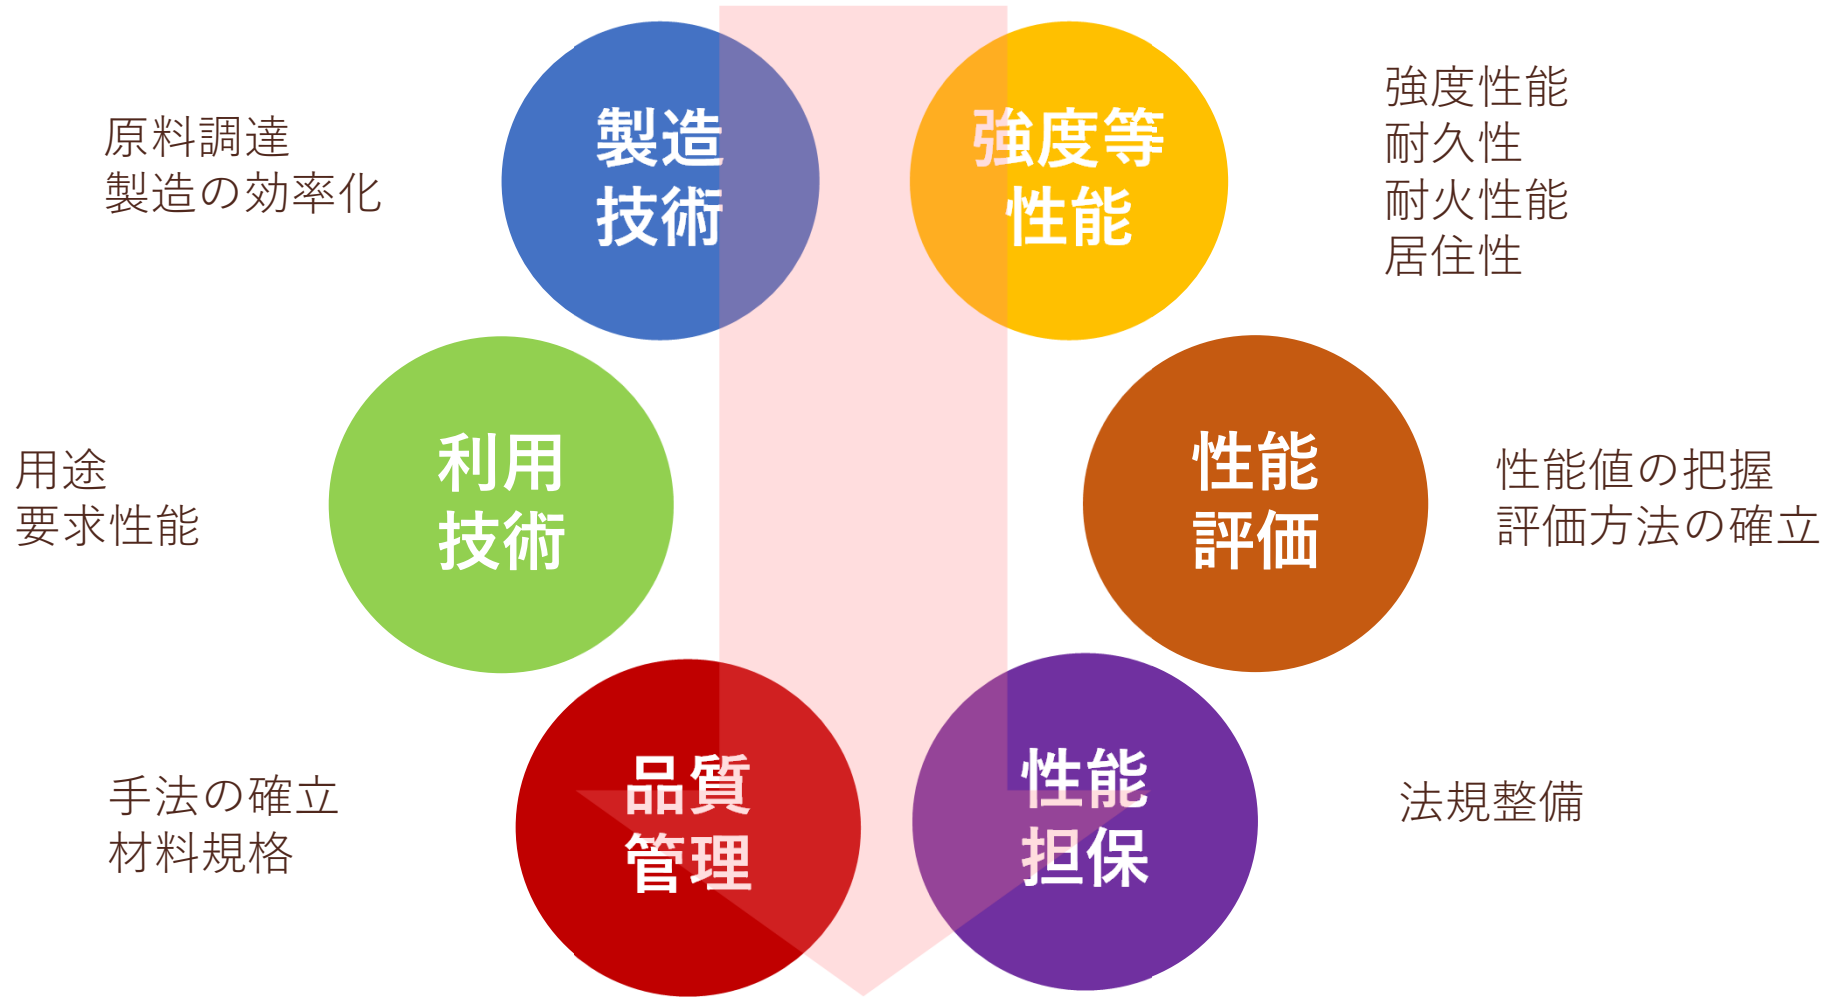 原料調達
製造の効率化
製造
技術
強度等
性能
強度性能
耐久性
耐火性能
居住性
用途
要求性能
利用
技術
性能
評価
性能値の把握
評価方法の確立
手法の確立
材料規格
品質
管理
性能
担保
法規整備